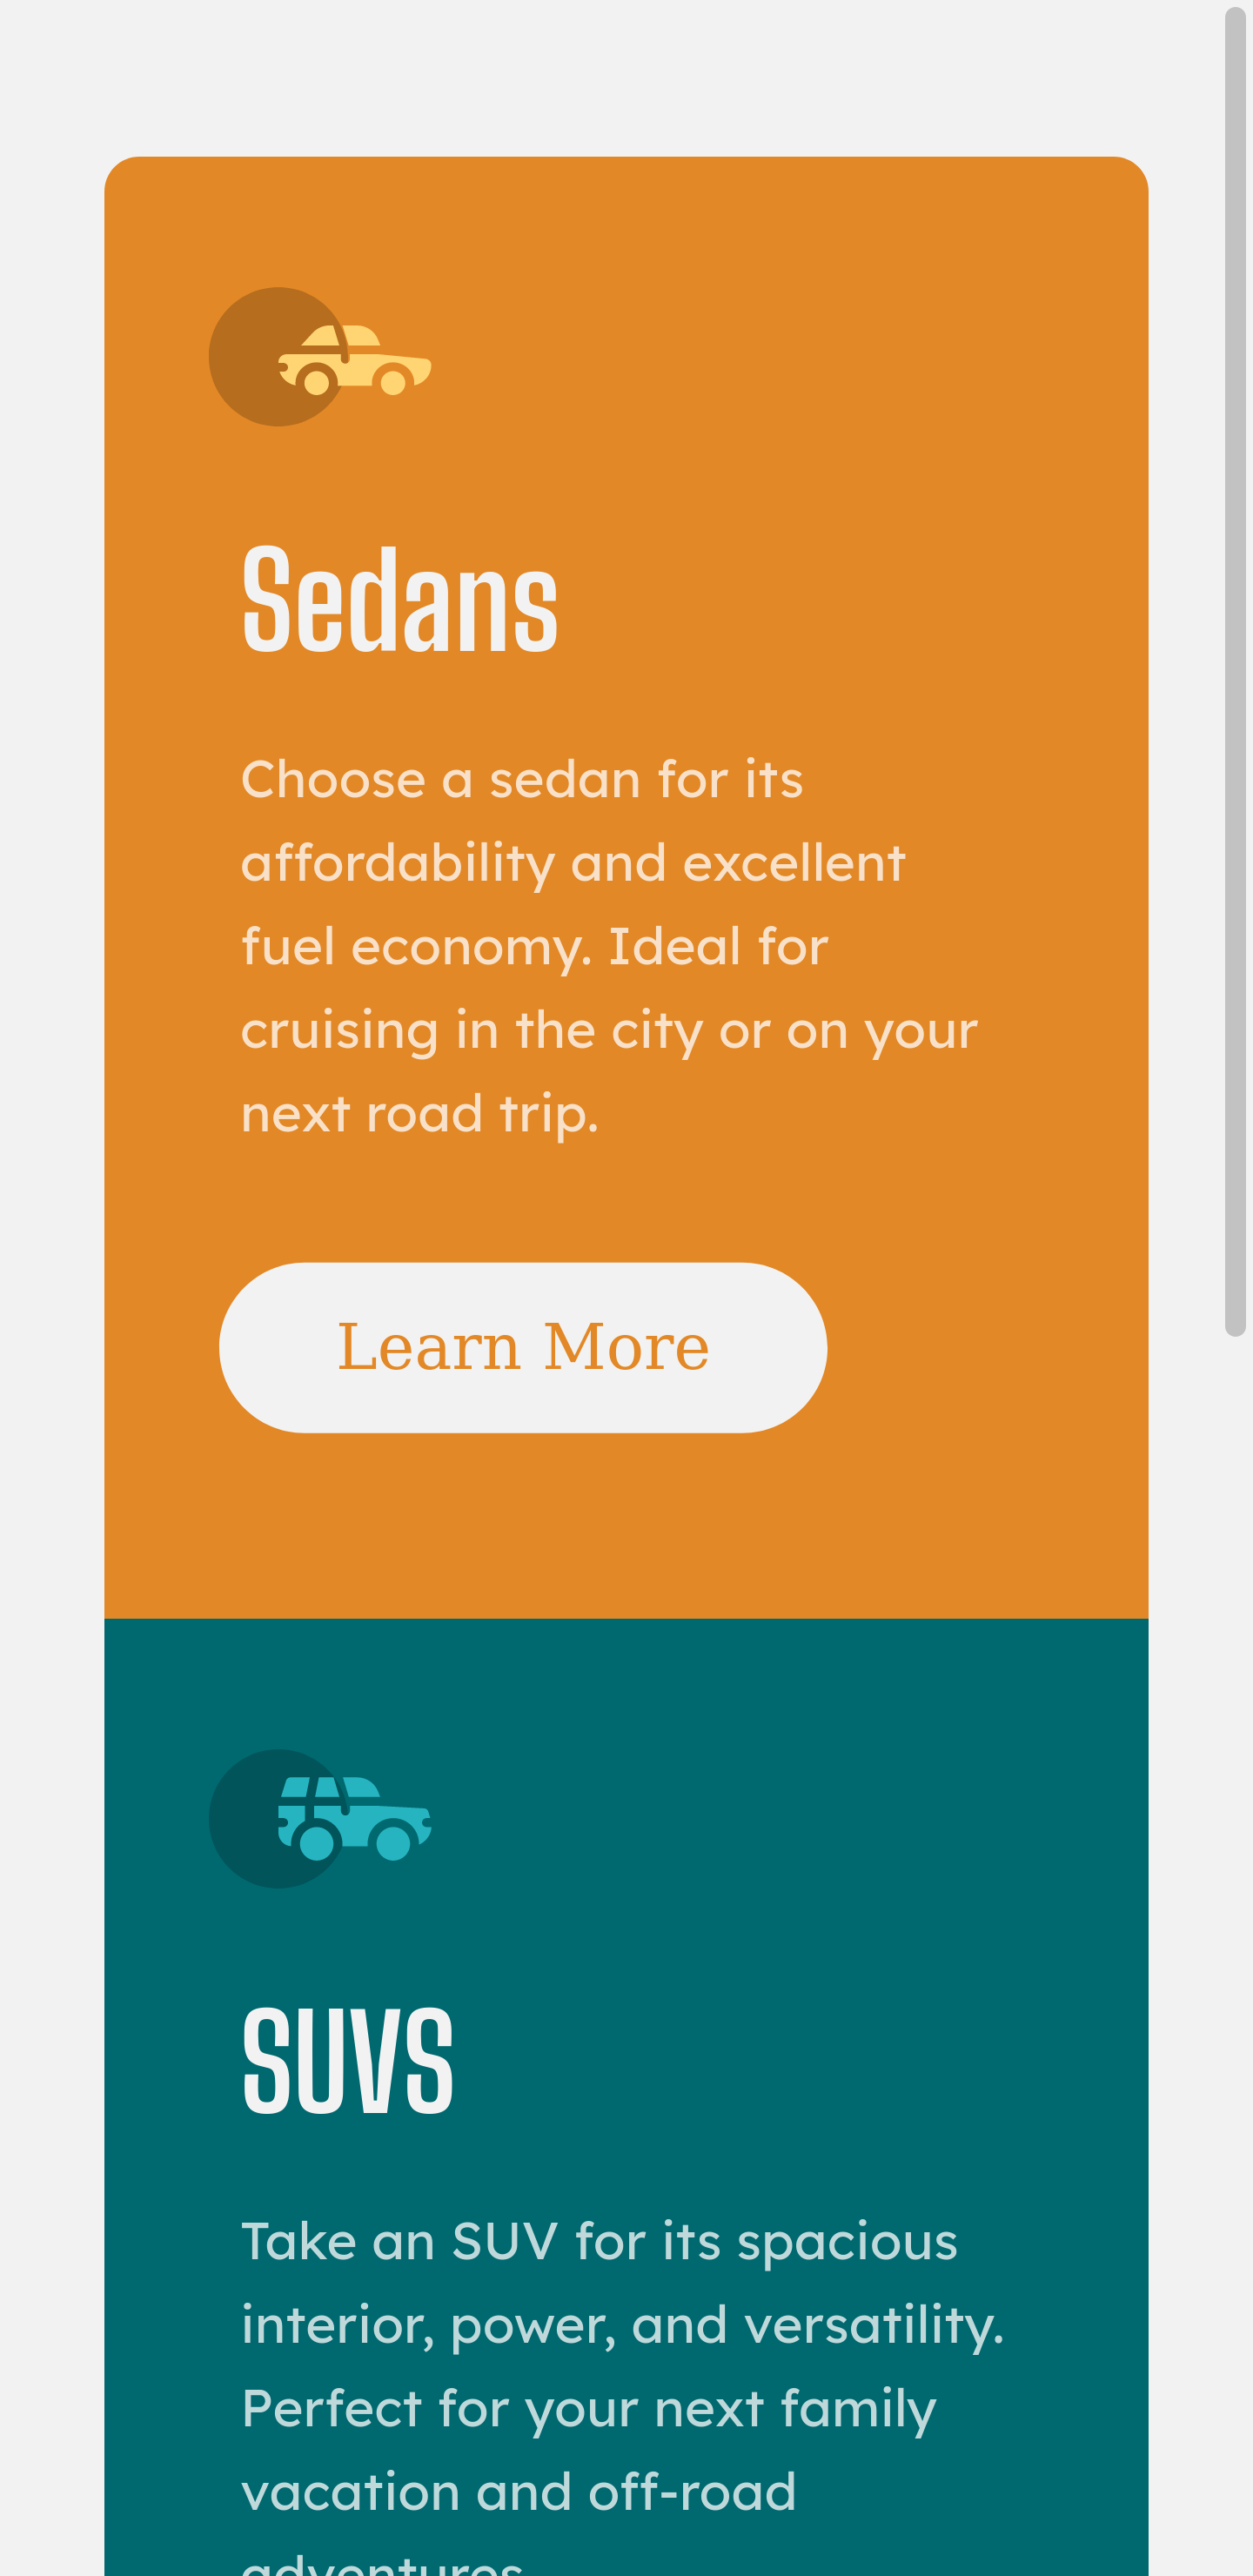 Sedans
Choose a sedan for its
affordability and excellent
fuel economy. Ideal for
cruising in the city or on your
next road trip.
Learn More
SUVS
Take an SUV for its spacious
interior, power, and versatility.
Perfect for your next family
vacation and off-road
adventures.